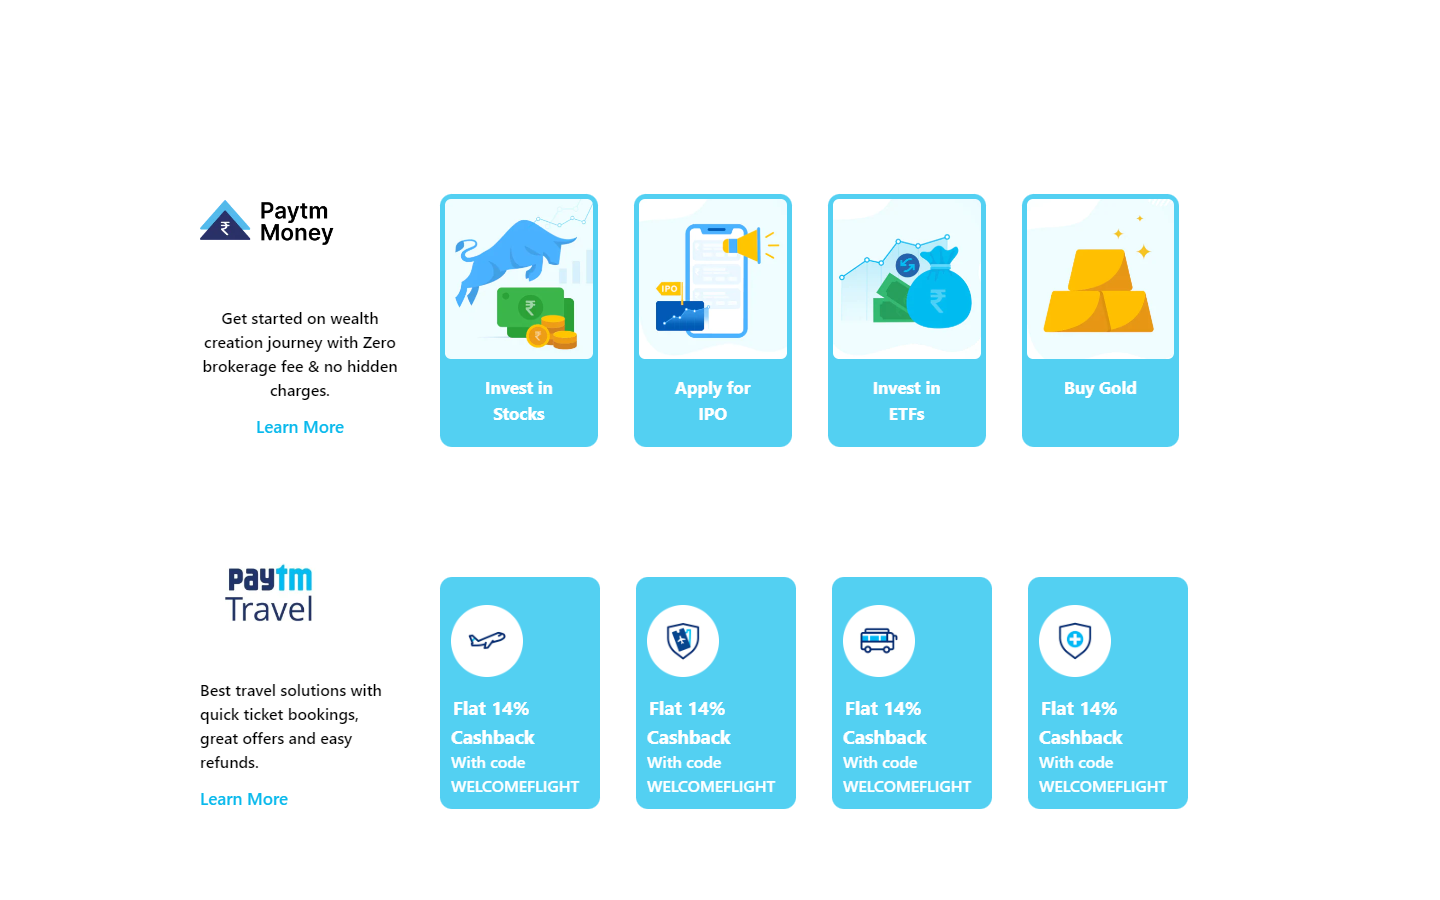 Paytm
Money
Get started on wealth
creation journey with Zero
brokerage fee & no hidden
charges.
Learn More
Invest in
Stocks
IPO
Apply for
IPO
Invest in
ETFs
Buy Gold
paytm
Travel
Best travel solutions with
quick ticket bookings,
great offers and easy
refunds.
Learn More
Flat 14%
Cashback
With code
WELCOMEFLIGHT
Flat 14%
Cashback
With code
WELCOMEFLIGHT
Flat 14%
Cashback
With code
WELCOMEFLIGHT
Flat 14%
Cashback
With code
WELCOMEFLIGHT